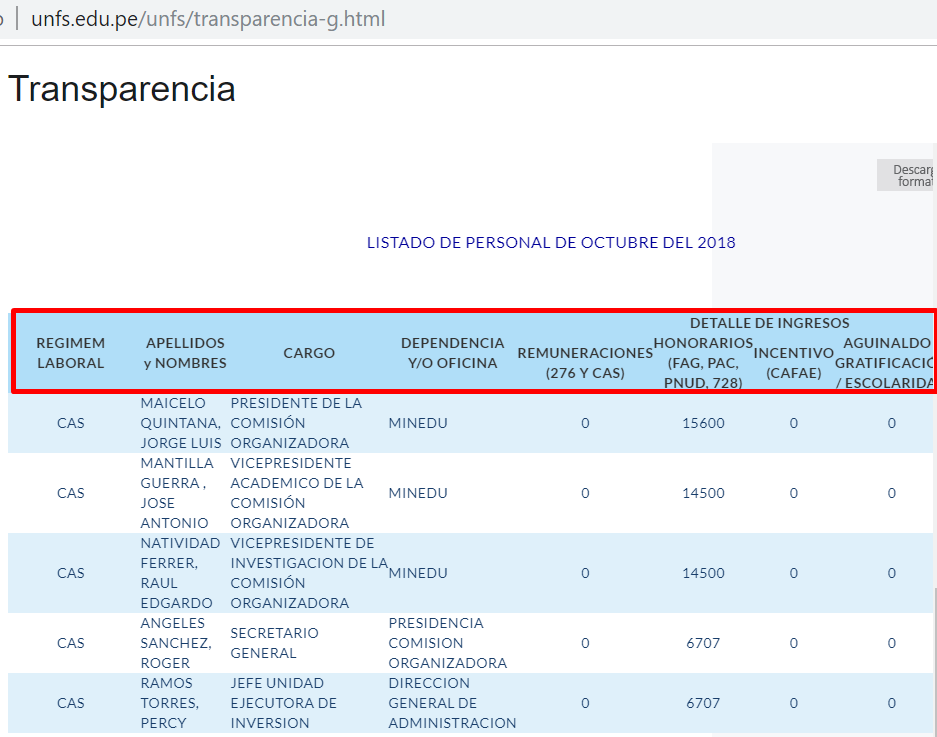 unfs.edu.pe/unfs/transparencia-g.html
Transparencia
Descarg
format
LISTADO DE PERSONAL DE OCTUBRE DEL 2018
DETALLE DE INGRESOS
REGIMEM LABORAL
APELLIDOS y NOMBRES
CARGO
DEPENDENCIA Y/O OFICINA
REMUNERACIONES (276 Y CAS)
HONORARIOS (FAG, PAC, PNUD, 728)
INCENTIVO (CAFAE)
AGUINALDO GRATIFICACIO / ESCOLARIDA
CAS MAICELO QUINTANA, JORGE LUIS PRESIDENTE DE LA COMISIÓN ORGANIZADORA MINEDU 0 15600 0 0
CAS MANTILLA GUERRA , JOSE ANTONIO VICEPRESIDENTE ACADEMICO DE LA COMISIÓN ORGANIZADORA MINEDU 0 14500 0 0
CAS NATIVIDAD FERRER, RAUL EDGARDO VICEPRESIDENTE DE INVESTIGACION DE LA COMISIÓN ORGANIZADORA MINEDU 0 14500 0 0
CAS ANGELES SANCHEZ, ROGER SECRETARIO GENERAL PRESIDENCIA COMISION ORGANIZADORA 0 6707 0 0
CAS RAMOS TORRES, PERCY JEFE UNIDAD EJECUTORA DE INVERSION DIRECCION GENERAL DE ADMINISTRACION 0 6707 0 0